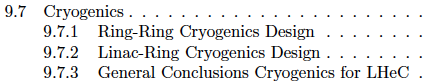 9.7 Cryogenics . . . . . . . . . . . . . . . . . . . . . . .
9.7.1 Ring-Ring Cryogenics Design . . . . . . . .
9.7.2 Linac-Ring Cryogenics Design . . . . . . . .
9.7.3 General Conclusions Cryogenics for LHeC .